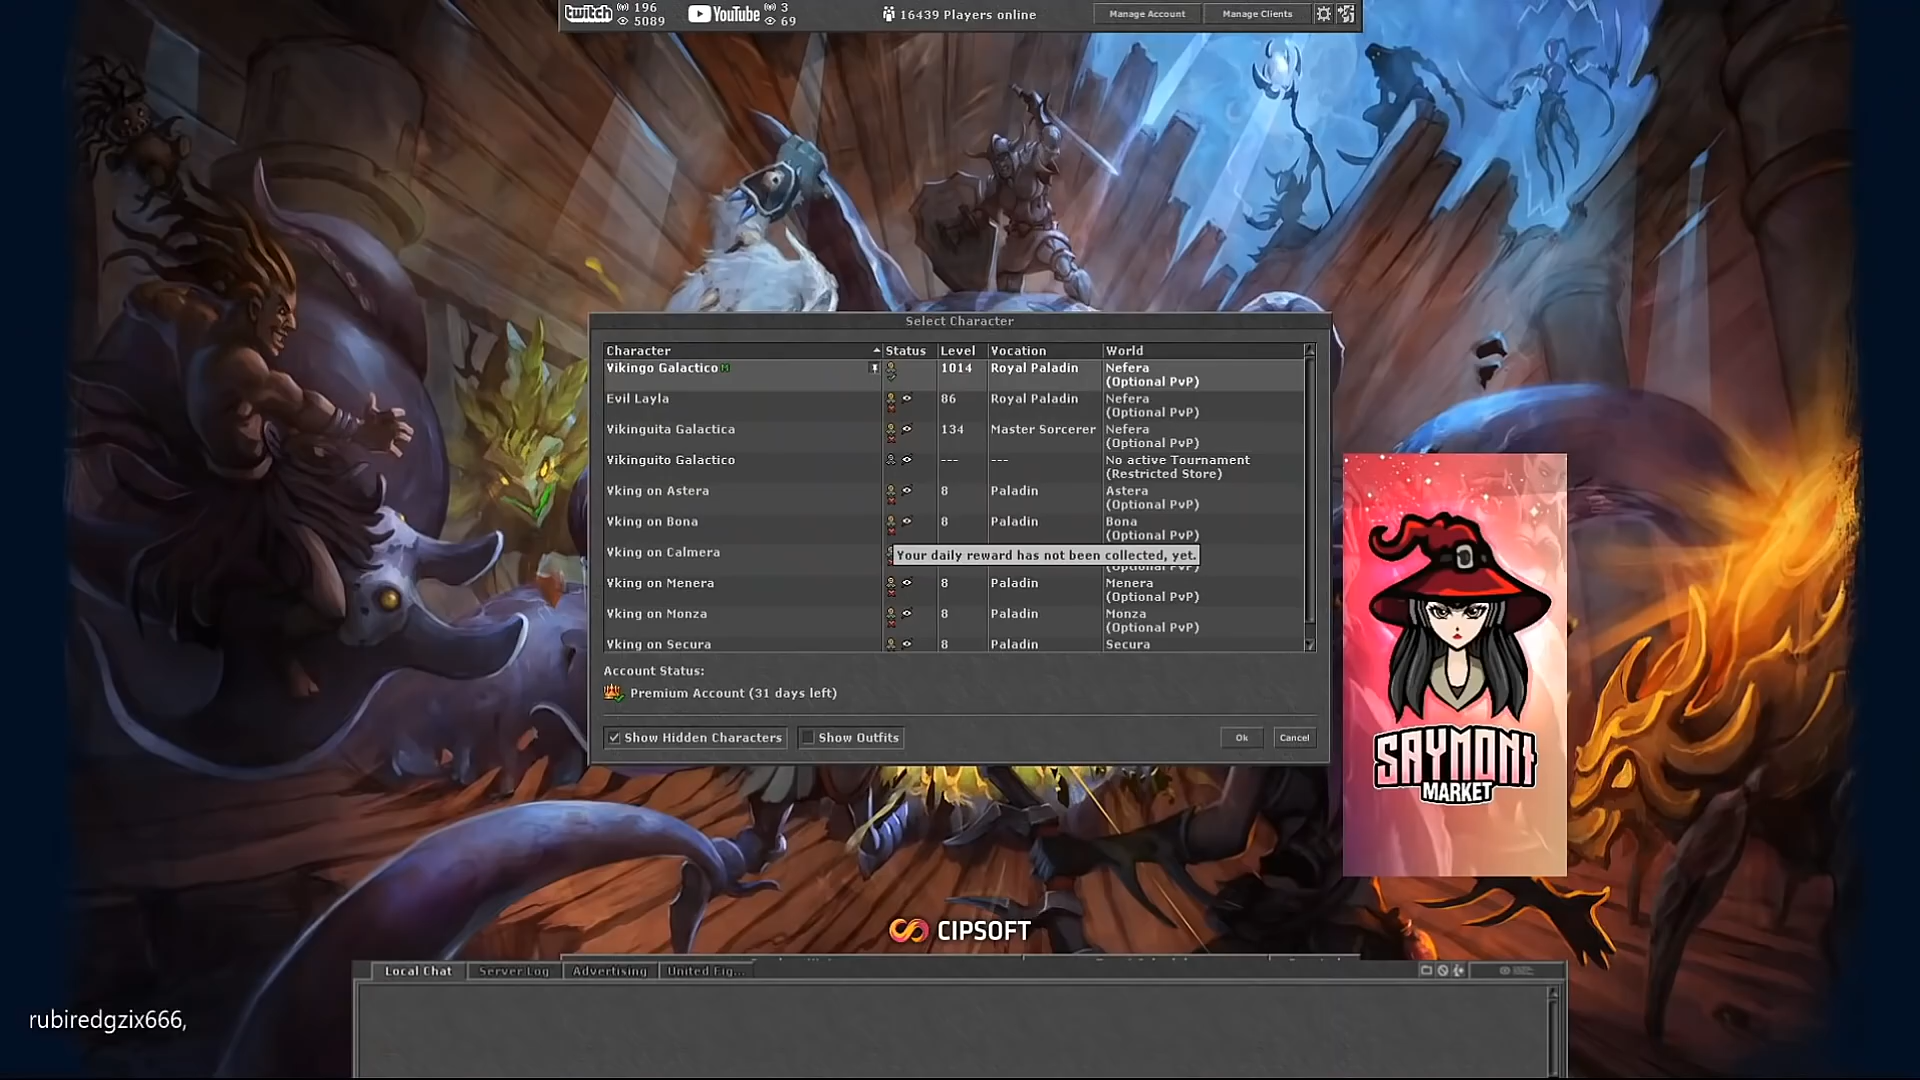 twitch 196 5089 YouTube 3 69 16439 Players online Manage Account Manage Clients
Select Character
Character Status Level Vocation World
Vikingo Galactico M 1014 Royal Paladin Nefera
(Optional PvP)
Evil Layla 86 Royal Paladin Nefera
(Optional PvP)
Vikinguita Galactica 134 Master Sorcerer Nefera
(Optional PvP)
Vikinguito Galactico --- --- No active Tournament
(Restricted Store)
Vking on Astera 8 Paladin Astera
(Optional PvP)
Vking on Bona 8 Paladin Bona
(Optional PvP)
Vking on Calmera
Your daily reward has not been collected, yet.
(Optional PvP)
Vking on Menera 8 Paladin Menera
(Optional PvP)
Vking on Monza 8 Paladin Monza
(Optional PvP)
Vking on Secura 8 Paladin Secura
Account Status:
Premium Account (31 days left)
Show Hidden Characters Show Outfits Ok Cancel
SAYMONI
MARKET
CIPSOFT
Local Chat Server Log Advertising United Fig...
rubiredgzix666,